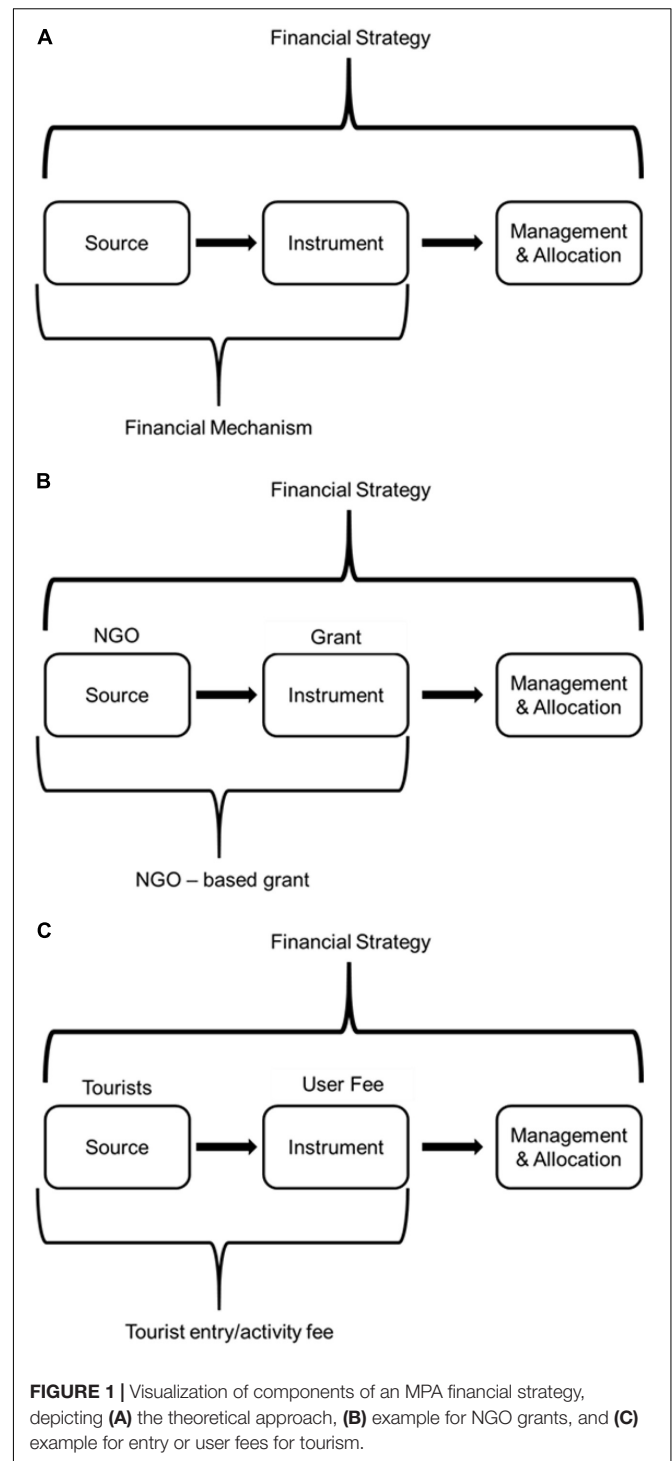 A
Financial Strategy
Source
Instrument
Management
& Allocation
Financial Mechanism
B
Financial Strategy
NGO
Grant
Source
Instrument
Management
& Allocation
NGO – based grant
C
Financial Strategy
Tourists
User Fee
Source
Instrument
Management
& Allocation
Tourist entry/activity fee
FIGURE 1 | Visualization of components of an MPA financial strategy,
depicting (A) the theoretical approach, (B) example for NGO grants, and (C)
example for entry or user fees for tourism.